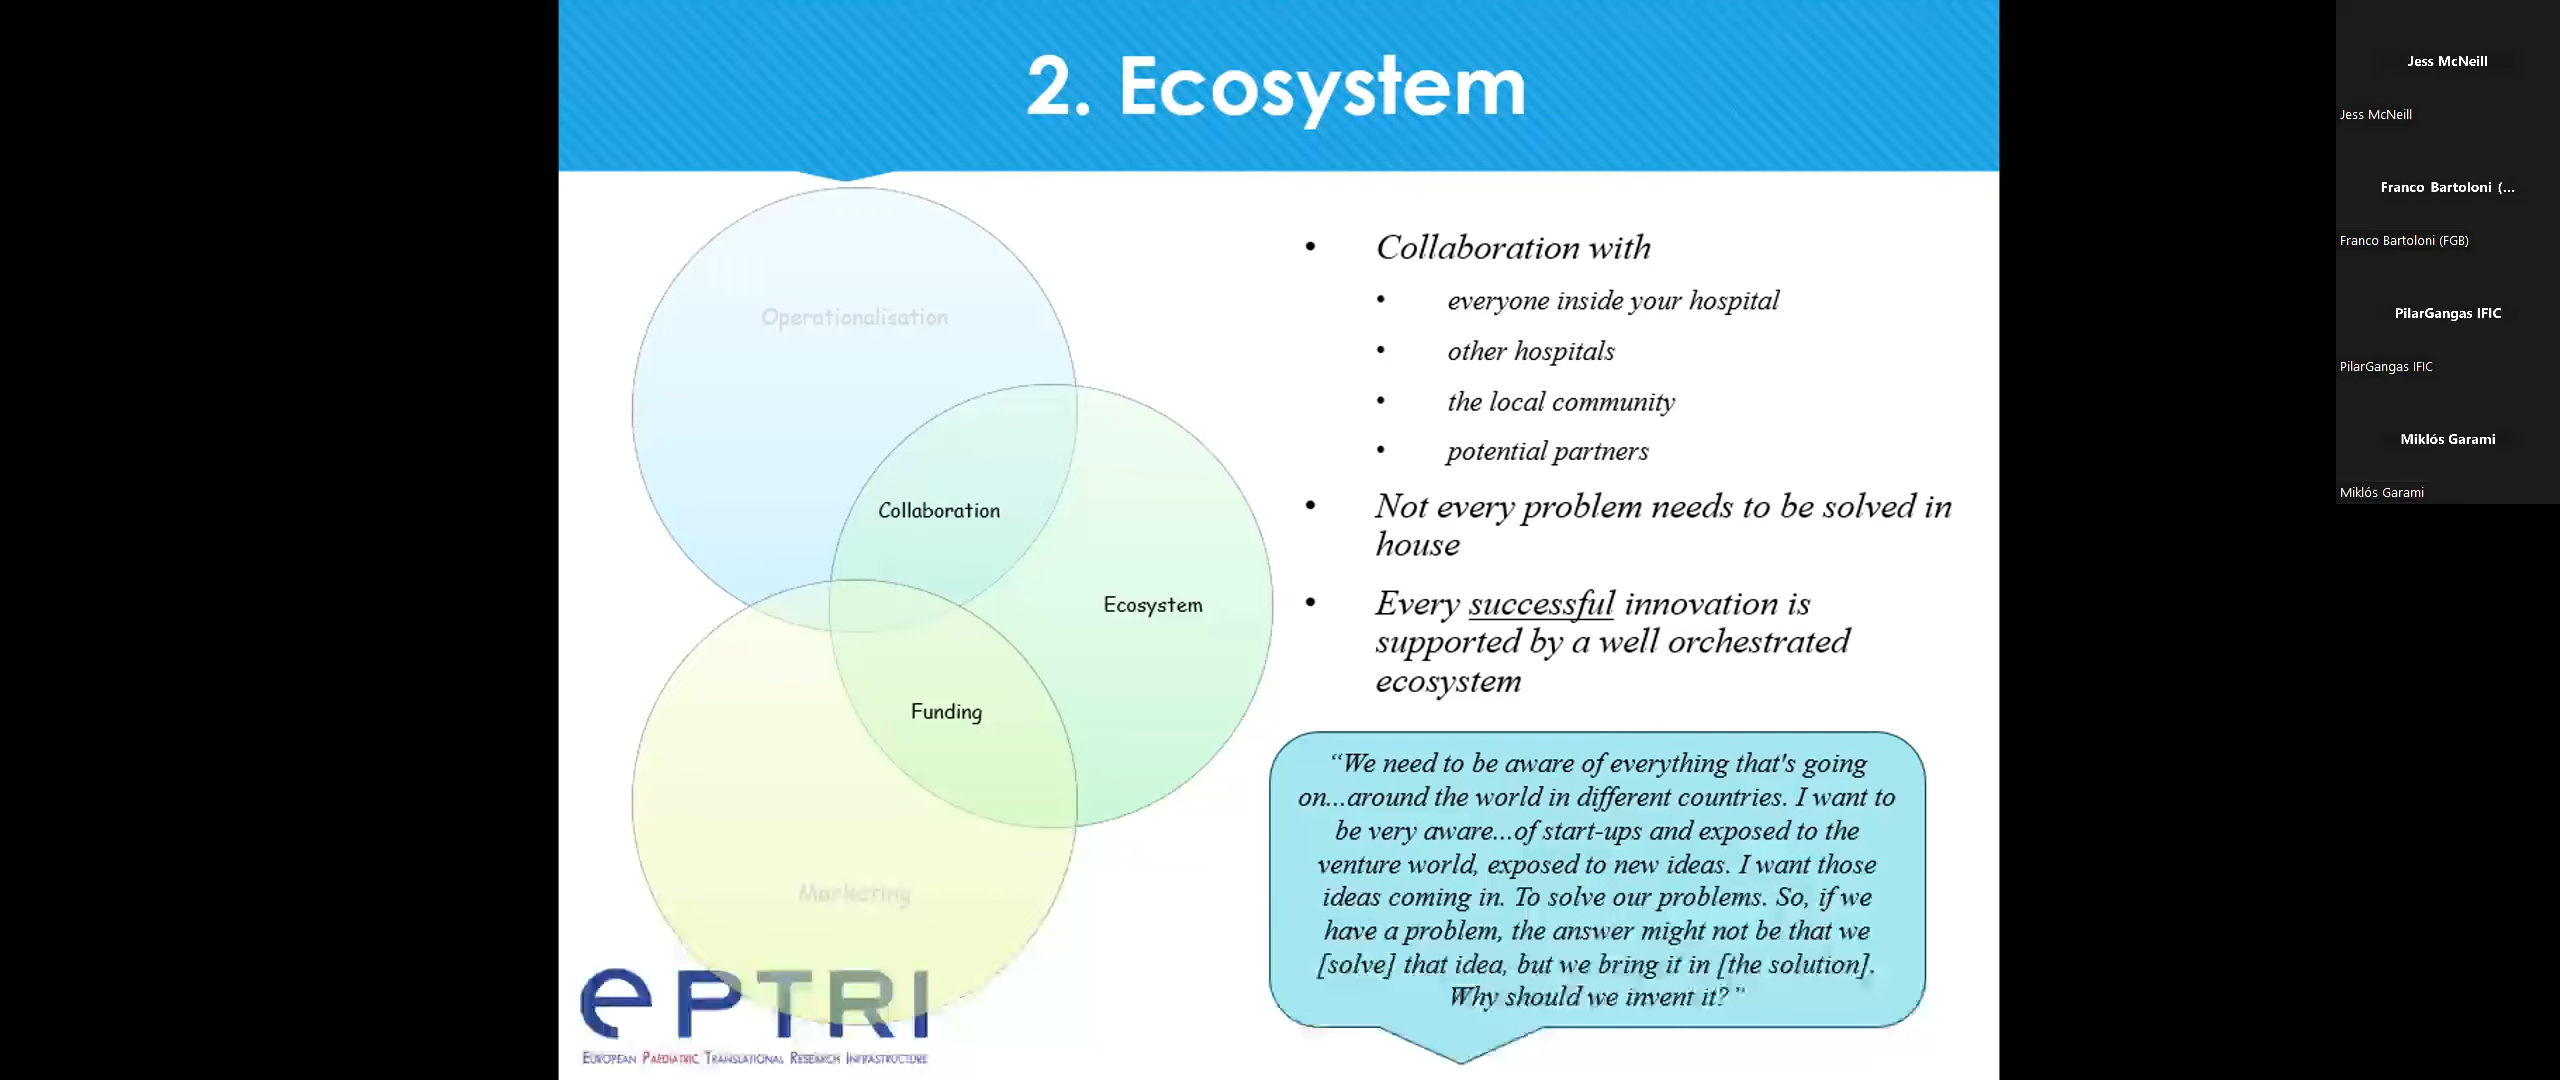 2. Ecosystem
Operationalisation
Collaboration
Ecosystem
Funding
Marketing
• Collaboration with
• everyone inside your hospital
• other hospitals
• the local community
• potential partners
• Not every problem needs to be solved in
house
• Every successful innovation is
supported by a well orchestrated
ecosystem
“We need to be aware of everything that's going
on...around the world in different countries. I want to
be very aware...of start-ups and exposed to the
venture world, exposed to new ideas. I want those
ideas coming in. To solve our problems. So, if we
have a problem, the answer might not be that we
[solve] that idea, but we bring it in [the solution].
Why should we invent it?”
ePTRI
European Paediatric Translational Research Infrastructure
Jess McNeill
Jess McNeill
Franco Bartoloni (...
Franco Bartoloni (FGB)
PilarGangas IFIC
PilarGangas IFIC
Miklós Garami
Miklós Garami